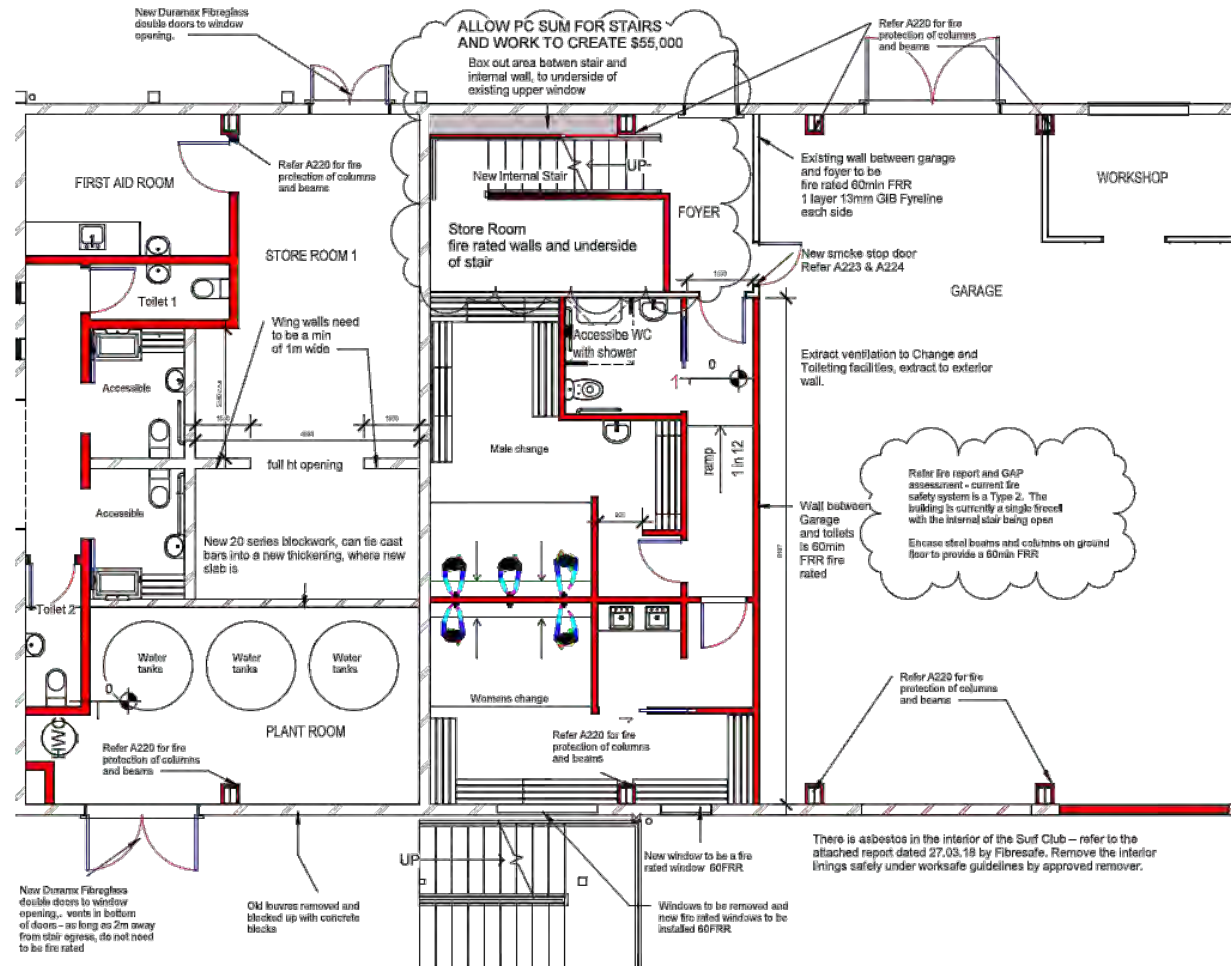 New Duramax Fibreglass
double doors to window
opening.
ALLOW PC SUM FOR STAIRS
AND WORK TO CREATE $55,000
Box out area betwen stair and
internal wall, to underside of
existing upper window
Refer A220 for fire
protection of columns
and beams
FIRST AID ROOM
Refer A220 for fire
protection of columns
and beams
New Internal Stair
UP
Existing wall between garage
and foyer to be
fire rated 60min FRR
1 layer 13mm GIB Fyreline
each side
WORKSHOP
FOYER
STORE ROOM 1
Store Room
fire rated walls and underside
of stair
New smoke stop door
Refer A223 & A224
GARAGE
Toilet 1
Wing walls need
to be a min
of 1m wide
Accessibe WC
with shower
Extract ventilation to Change and
Toileting facilities, extract to exterior
wall.
Accessible
0
1
Male change
full ht opening
ramp
1 in 12
Refer fire report and GAP
assessment - current fire
safety system is a Type 2. The
building is currently a single firecell
with the internal stair being open
Encase steel beams and columns on ground
floor to provide a 60min FRR
Accessible
Wall between
Garage
and toilets
is 60min
FRR fire
rated
New 20 series blockwork, can tie cast
bars into a new thickening, where new
slab is
Toilet 2
Water
tanks
Water
tanks
Water
tanks
0
Womens change
Refer A220 for fire
protection of columns
and beams
HWC
PLANT ROOM
Refer A220 for fire
protection of columns
and beams
Refer A220 for fire
protection of columns
and beams
There is asbestos in the interior of the Surf Club – refer to the
attached report dated 27.03.18 by Fibresafe. Remove the interior
linings safely under worksafe guidelines by approved remover.
UP
New window to be a fire
rated window 60FRR
New Duramax Fibreglass
double doors to window
opening,. vents in bottom
of doors - as long as 2m away
from stair egress, do not need
to be fire rated
Old louvres removed and
blocked up with concrete
blocks
Windows to be removed and
new fire rated windows to be
installed 60FRR